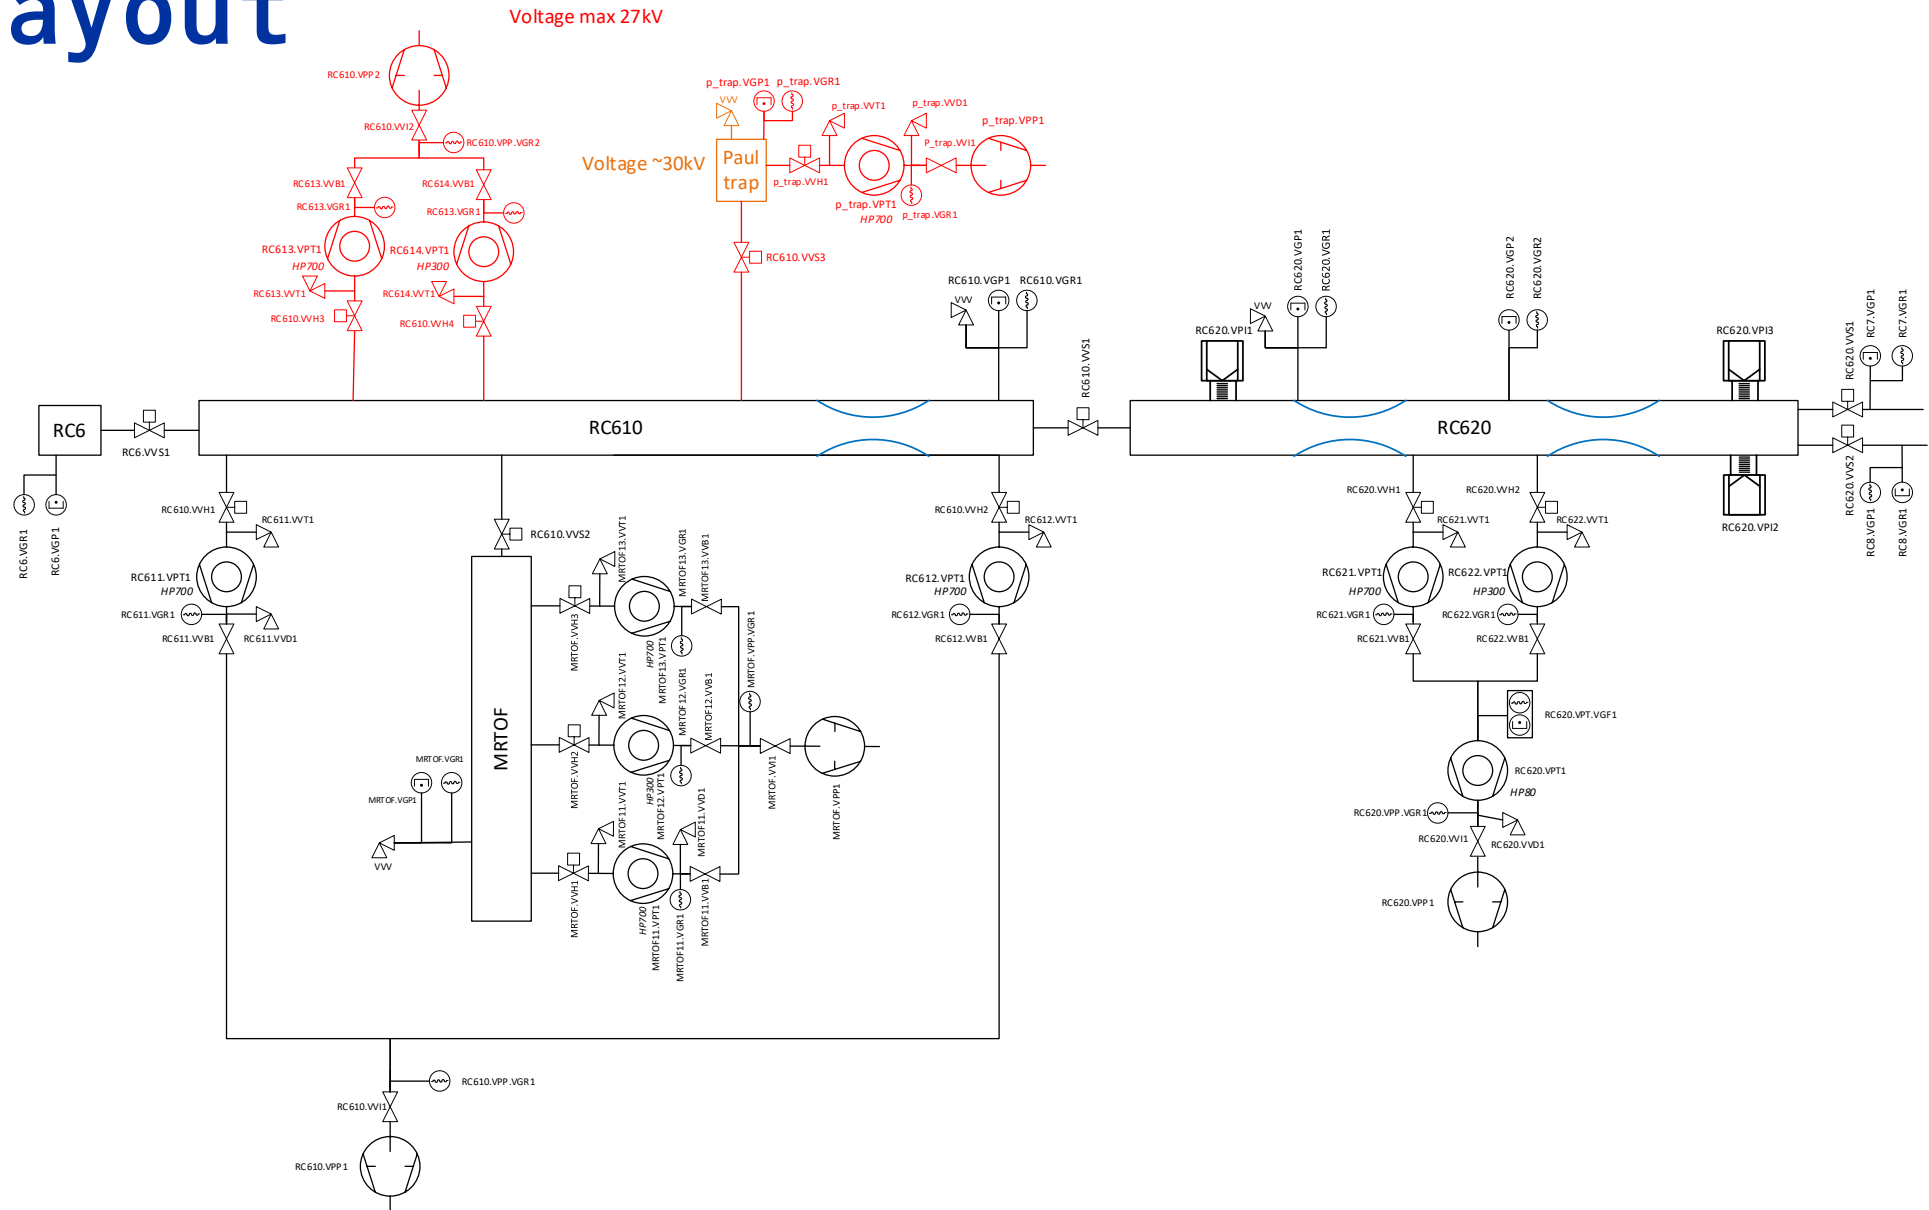 ayout
Voltage max 27kV
RC610.VPP2
RC610.VVI2
RC610.VPP.VGR2
RC613.VVB1
RC614.VVB1
RC613.VGR1
RC613.VGR1
RC613.VPT1
HP700
RC614.VPT1
HP300
RC613.VVT1
RC614.VVT1
RC610.VVH3
RC610.VVH4
Voltage ~30kV
VVV
p_trap.VGP1
p_trap.VGR1
Paul
trap
p_trap.VVT1
p_trap.VVH1
p_trap.VPT1
HP700
p_trap.VVD1
p_trap.VGR1
P_trap.VVI1
p_trap.VPP1
RC610.VVS3
RC610.VGP1
RC610.VGR1
VVV
RC6
RC6.VVS1
RC6.VGR1
RC6.VGP1
RC610
RC610.VVS1
RC620.VPI1
VVV
RC620.VGP1
RC620.VGR1
RC620.VGP2
RC620.VGR2
RC620.VPI3
RC620
RC620.VPI2
RC620.VVS1
RC7.VGP1
RC7.VGR1
RC620.VVS2
RC8.VGP1
RC8.VGR1
RC610.VVH1
RC611.VVT1
RC611.VPT1
HP700
RC611.VGR1
RC611.VVB1
RC611.VVD1
RC610.VVS2
MRTOF
MRTOF.VGR1
MRTOF.VGP1
VVV
MRTOF.VVH3
MRTOF13.VVT1
HP700
MRTOF13.VPT1
MRTOF13.VGR1
MRTOF13.VVB1
MRTOF.VVH2
MRTOF12.VVT1
HP300
MRTOF12.VPT1
MRTOF12.VGR1
MRTOF12.VVB1
MRTOF.VVH1
MRTOF11.VVT1
HP700
MRTOF11.VPT1
MRTOF11.VGR1
MRTOF11.VVD1
MRTOF11.VVB1
MRTOF.VPP.VGR1
MRTOF.VVI1
MRTOF.VPP1
RC610.VVH2
RC612.VVT1
RC612.VPT1
HP700
RC612.VGR1
RC612.VVB1
RC620.VVH1
RC620.VVH2
RC621.VVT1
RC622.VVT1
RC621.VPT1
HP700
RC622.VPT1
HP300
RC621.VGR1
RC622.VGR1
RC621.VVB1
RC622.VVB1
RC620.VPT.VGF1
RC620.VPT1
HP80
RC620.VPP.VGR1
RC620.VVI1
RC620.VVD1
RC620.VPP1
RC610.VPP.VGR1
RC610.VVI1
RC610.VPP1